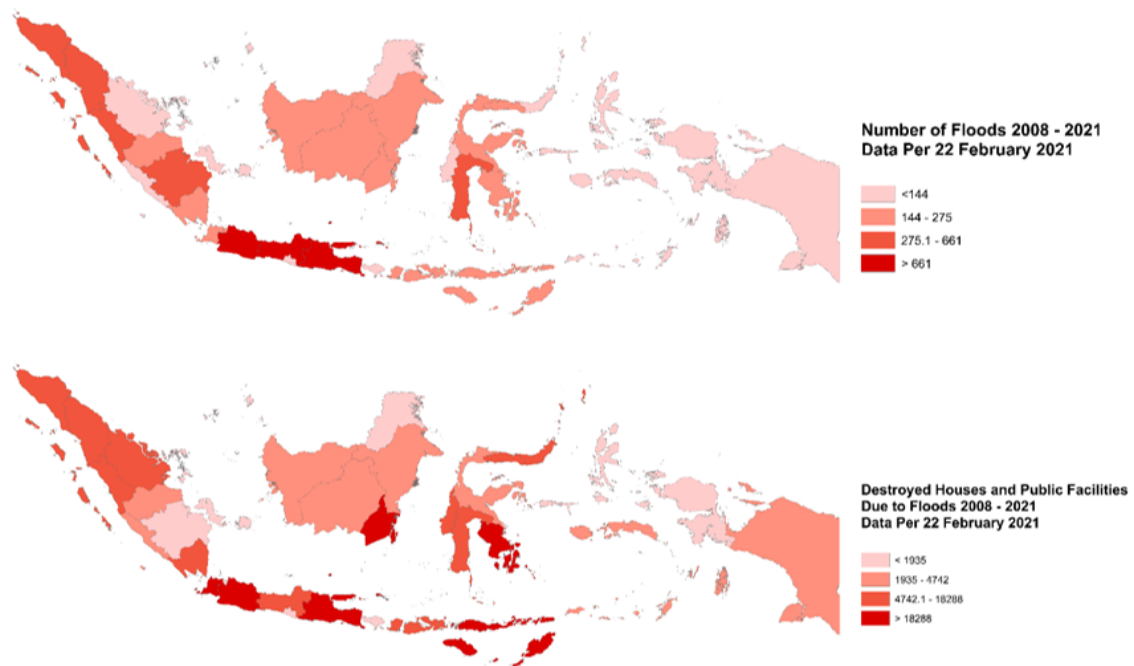 Number of Floods 2008 - 2021
Data Per 22 February 2021
<144
144 - 275
275.1 - 661
> 661
Destroyed Houses and Public Facilities
Due to Floods 2008 - 2021
Data Per 22 February 2021
< 1935
1935 - 4742
4742.1 - 18288
> 18288